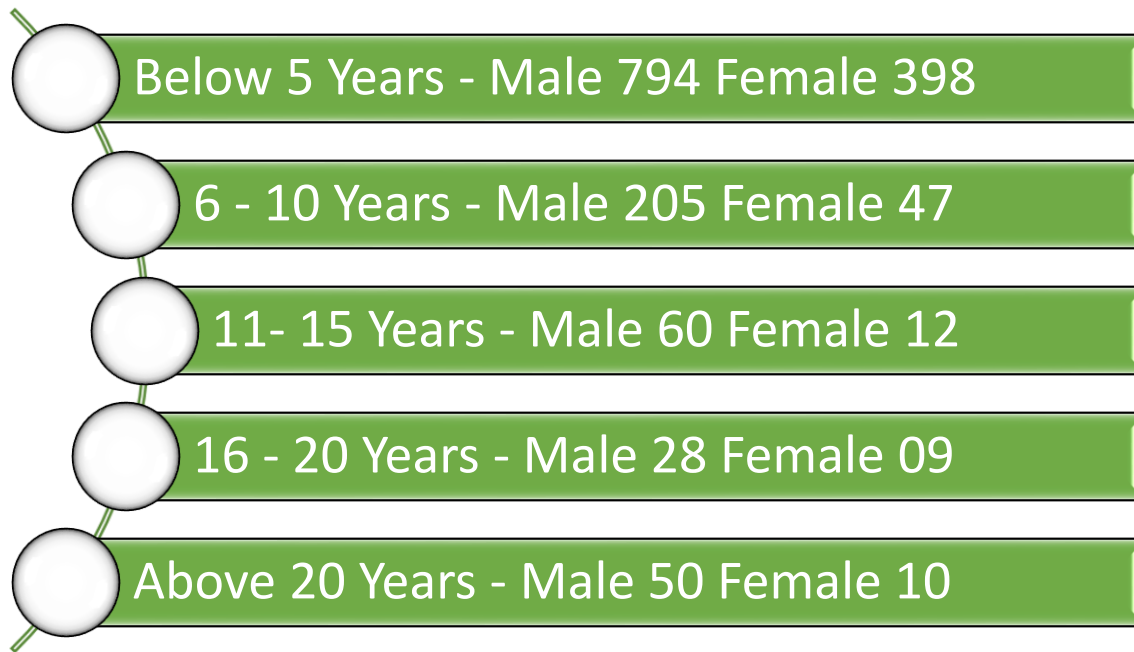 Below 5 Years - Male 794 Female 398
6 - 10 Years - Male 205 Female 47
11- 15 Years - Male 60 Female 12
16 - 20 Years - Male 28 Female 09
Above 20 Years - Male 50 Female 10